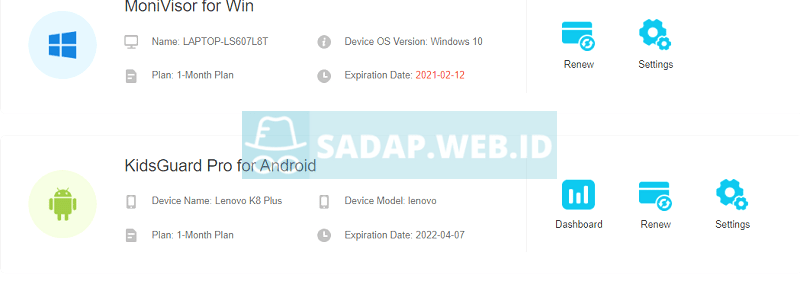 MoniVisor for Win
Name: LAPTOP-LS607L8T
Device OS Version: Windows 10
Plan: 1-Month Plan
Expiration Date: 2021-02-12
Renew
Settings
SADAP.WEB.ID
KidsGuard Pro for Android
Device Name: Lenovo K8 Plus
Device Model: lenovo
Plan: 1-Month Plan
Expiration Date: 2022-04-07
Dashboard
Renew
Settings